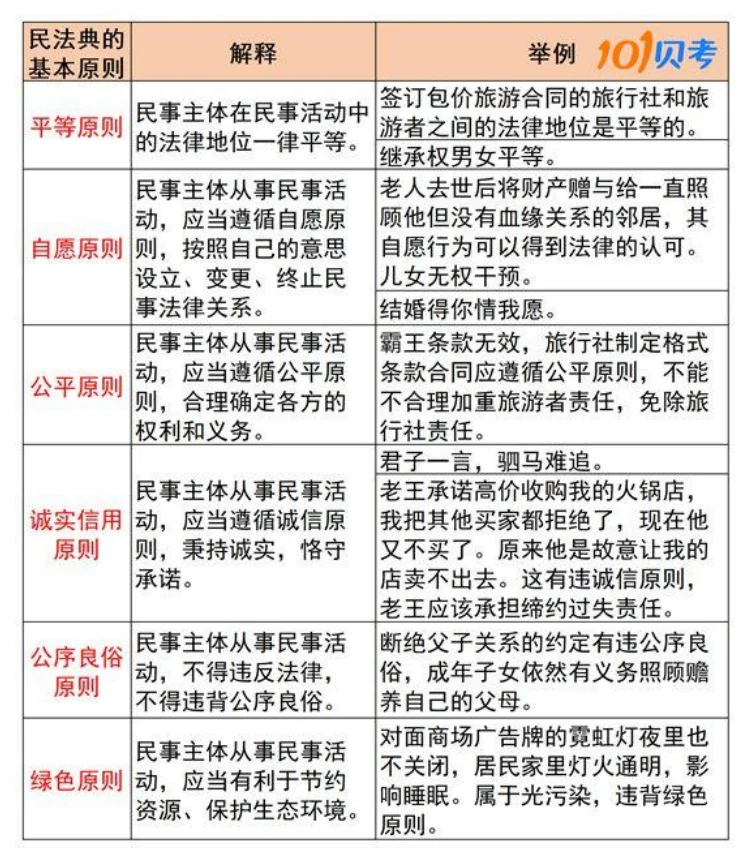 民法典的
基本原则
解释
举例
101贝考
平等原则
民事主体在民事活动中
的法律地位一律平等。
签订包价旅游合同的旅行社和旅
游者之间的法律地位是平等的。
继承权男女平等。
自愿原则
民事主体从事民事活
动，应当遵循自愿原
则，按照自己的意思
设立、变更、终止民
事法律关系。
老人去世后将财产赠与给一直照
顾他但没有血缘关系的邻居，其
自愿行为可以得到法律的认可。
儿女无权干预。
结婚得你情我愿。
公平原则
民事主体从事民事活
动，应当遵循公平原
则，合理确定各方的
权利和义务。
霸王条款无效，旅行社制定格式
条款合同应遵循公平原则，不能
不合理加重旅游者责任，免除旅
行社责任。
诚实信用
原则
民事主体从事民事活
动，应当遵循诚信原
则，秉持诚实，恪守
承诺。
君子一言，驷马难追。
老王承诺高价收购我的火锅店，
我把其他买家都拒绝了，现在他
又不买了。原来他是故意让我的
店卖不出去。这有违诚信原则，
老王应该承担缔约过失责任。
公序良俗
原则
民事主体从事民事活
动，不得违反法律，
不得违背公序良俗。
断绝父子关系的约定有违公序良
俗，成年子女依然有义务照顾赡
养自己的父母。
绿色原则
民事主体从事民事活
动，应当有利于节约
资源、保护生态环境。
对面商场广告牌的霓虹灯夜里也
不关闭，居民家里灯火通明，影
响睡眠。属于光污染，违背绿色
原则。